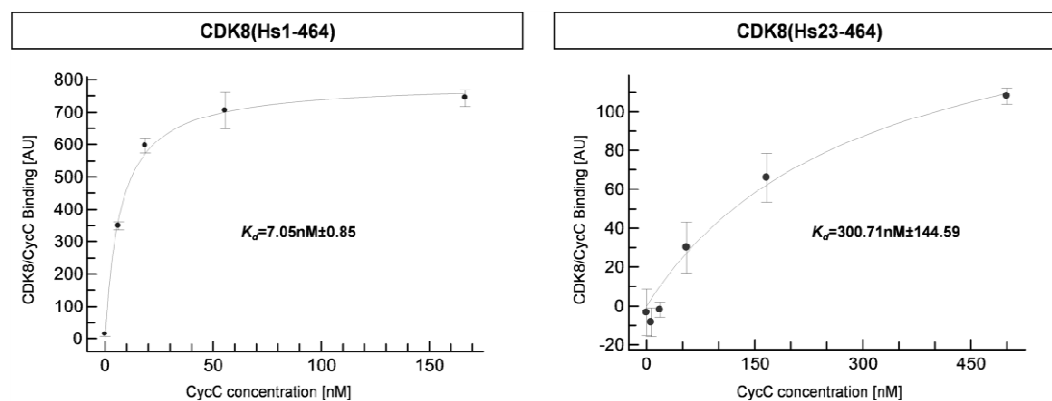 CDK8(Hs1-464)
CDK8/CycC Binding [AU]
800
700
600
500
400
300
200
100
0
K_d=7.05nM±0.85
0 50 100 150
CycC concentration [nM]
CDK8(Hs23-464)
CDK8/CycC Binding [AU]
100
80
60
40
20
0
-20
K_d=300.71nM±144.59
0 150 300 450
CycC concentration [nM]